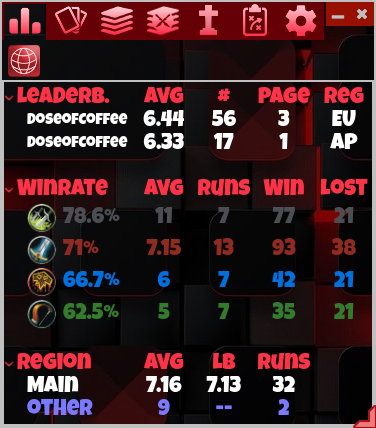 Leaderb. AVG # Page Reg
DOSEOFCOFFEE 6.44 56 3 EU
DOSEOFCOFFEE 6.33 17 1 AP
Winrate AVG Runs Win Lost
78.6% 11 7 77 21
71% 7.15 13 93 38
66.7% 6 7 42 21
62.5% 5 7 35 21
Region AVG LB Runs
Main 7.16 7.13 32
Other 9 -- 2